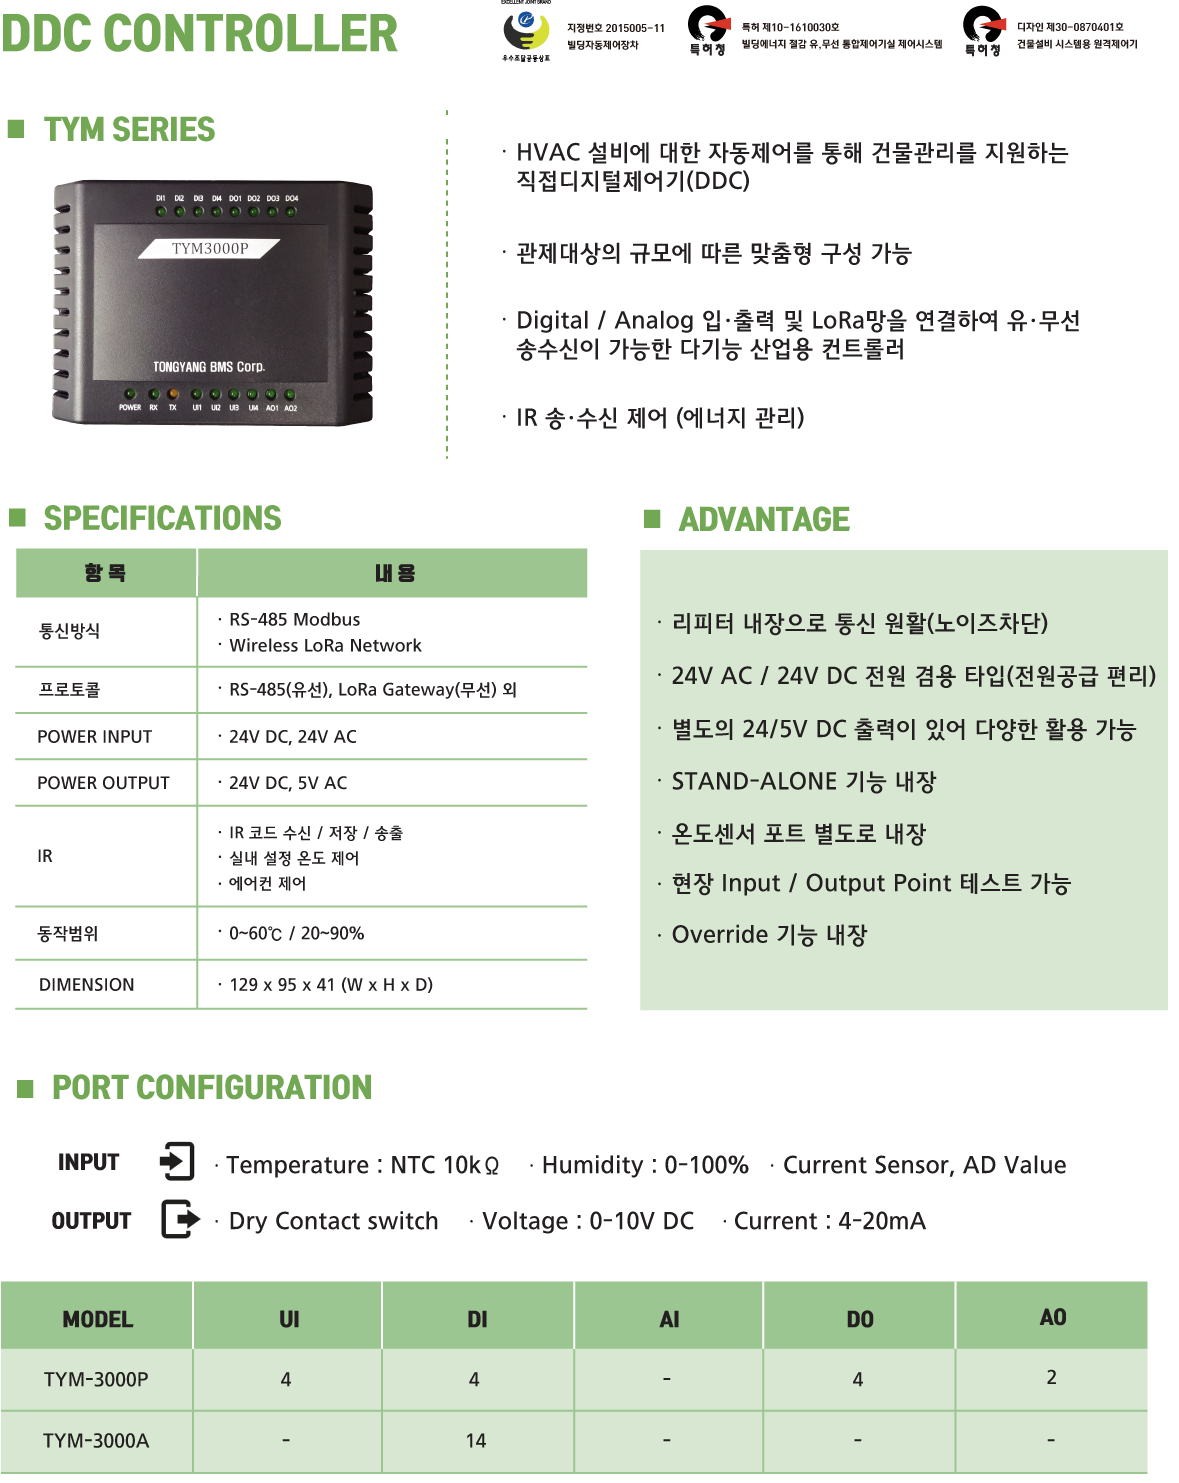 DDC CONTROLLER
EXCELLENT JOINT BRAND
우수조달공동상표
지정번호 2015005-11
빌딩자동제어장차
특허청
특허 제10-1610030호
빌딩에너지 절감 유,무선 통합제어기실 제어시스템
특허청
디자인 제30-0870401호
건물설비 시스템용 원격제어기
■ TYM SERIES
DI1 DI2 DI3 DI4 DO1 DO2 DO3 DO4
TYM3000P
TONGYANG BMS Corp.
POWER RX TX UI1 UI2 UI3 UI4 AO1 AO2
· HVAC 설비에 대한 자동제어를 통해 건물관리를 지원하는
직접디지털제어기(DDC)
· 관제대상의 규모에 따른 맞춤형 구성 가능
· Digital / Analog 입·출력 및 LoRa망을 연결하여 유·무선
송수신이 가능한 다기능 산업용 컨트롤러
· IR 송·수신 제어 (에너지 관리)
■ SPECIFICATIONS
항 목 내 용
통신방식
· RS-485 Modbus
· Wireless LoRa Network
프로토콜 · RS-485(유선), LoRa Gateway(무선) 외
POWER INPUT · 24V DC, 24V AC
POWER OUTPUT · 24V DC, 5V AC
IR
· IR 코드 수신 / 저장 / 송출
· 실내 설정 온도 제어
· 에어컨 제어
동작범위 · 0~60℃ / 20~90%
DIMENSION · 129 x 95 x 41 (W x H x D)
■ ADVANTAGE
· 리피터 내장으로 통신 원활(노이즈차단)
· 24V AC / 24V DC 전원 겸용 타입(전원공급 편리)
· 별도의 24/5V DC 출력이 있어 다양한 활용 가능
· STAND-ALONE 기능 내장
· 온도센서 포트 별도로 내장
· 현장 Input / Output Point 테스트 가능
· Override 기능 내장
■ PORT CONFIGURATION
INPUT · Temperature : NTC 10kΩ · Humidity : 0-100% · Current Sensor, AD Value
OUTPUT · Dry Contact switch · Voltage : 0-10V DC · Current : 4-20mA
MODEL UI DI AI DO AO
TYM-3000P 4 4 - 4 2
TYM-3000A - 14 - - -